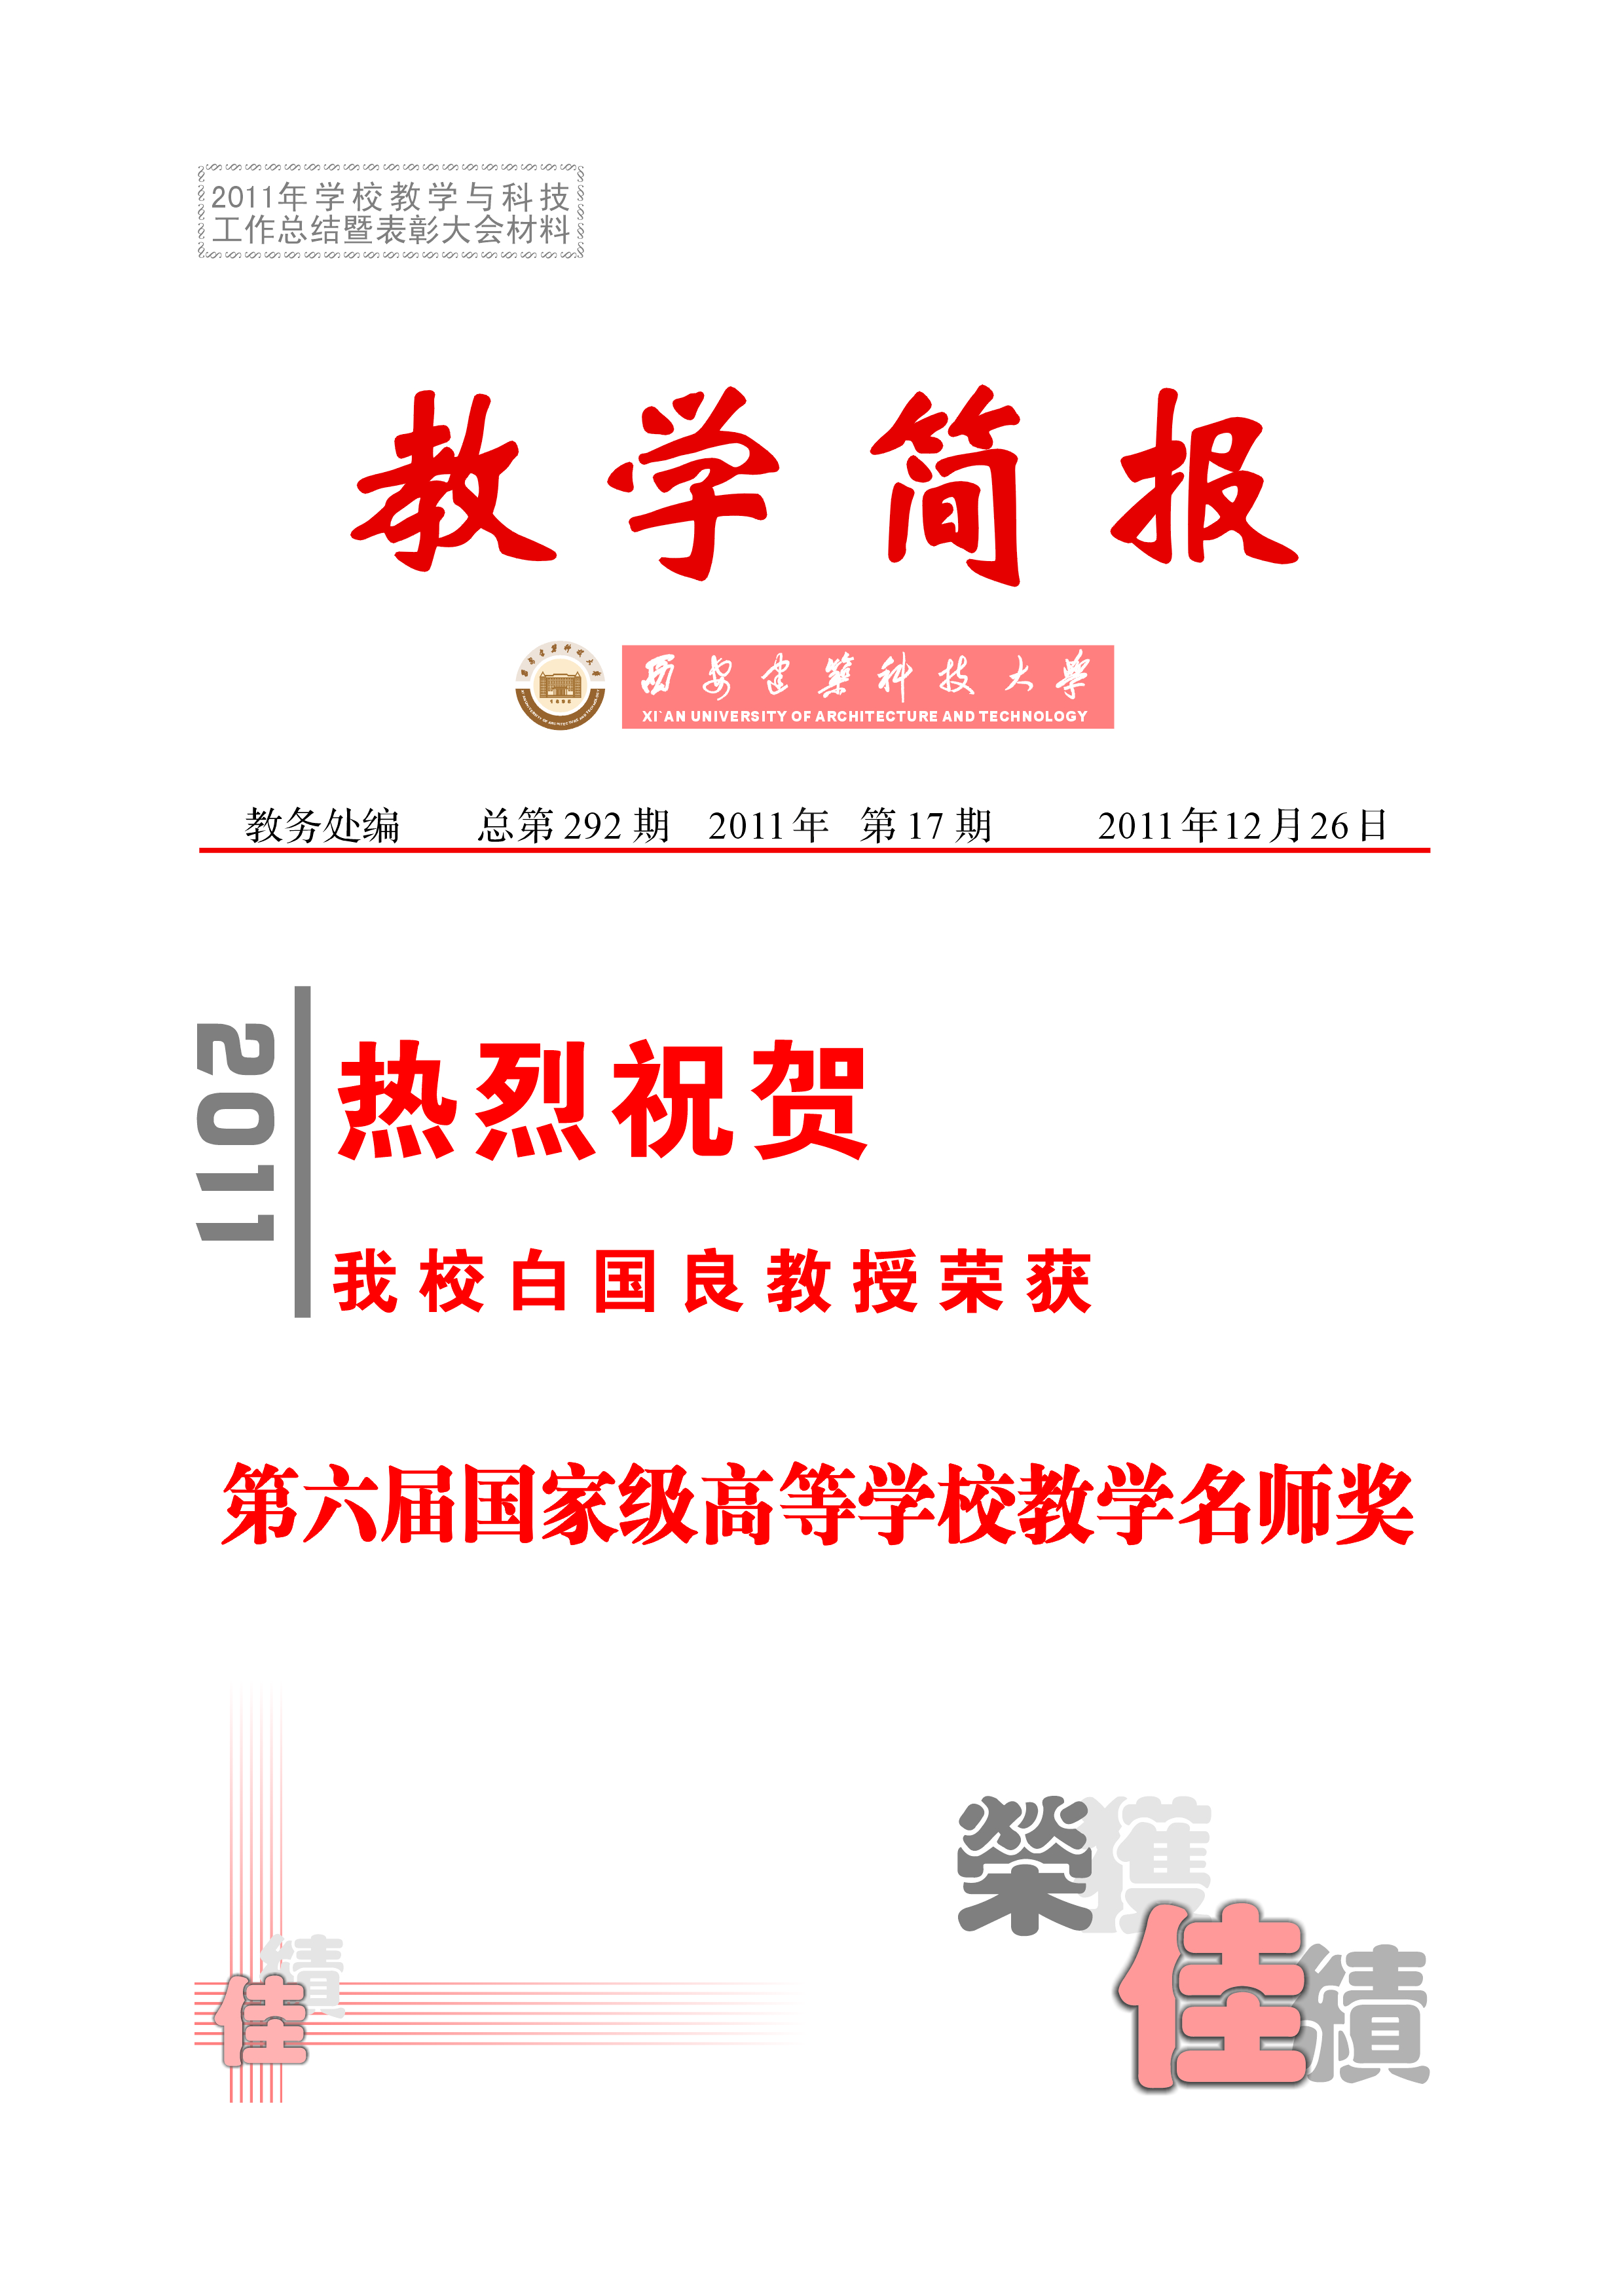 2011年学校教学与科技
工作总结暨表彰大会材料
教学简报
西安建築科技大學
XI`AN UNIVERSITY OF ARCHITECTURE AND TECHNOLOGY
教务处编 总第292期 2011年 第17期 2011年12月26日
2011
热烈祝贺
我校白国良教授荣获
第六届国家级高等学校教学名师奖
榮獲
佳績
佳績